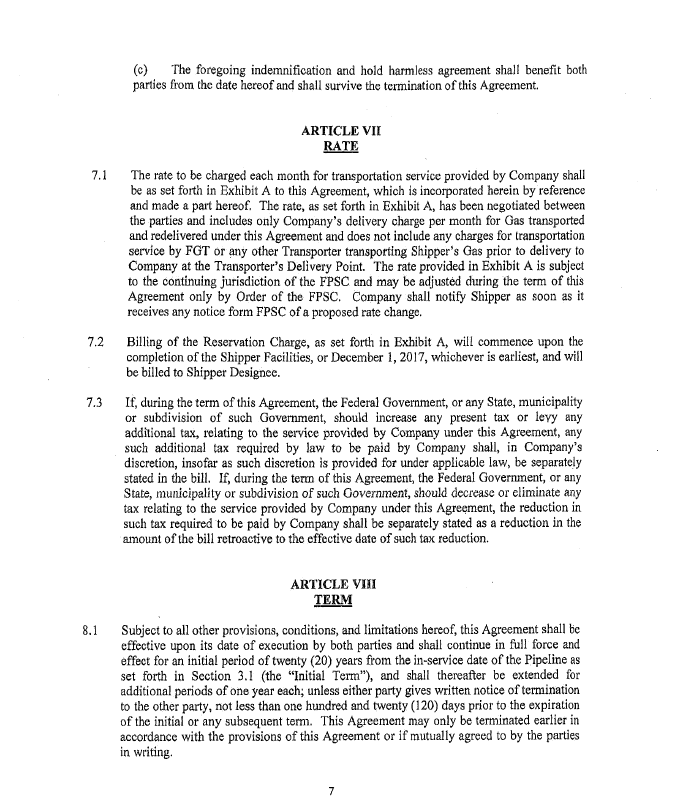 (c) The foregoing indemnification and hold harmless agreement shall benefit both
parties from the date hereof and shall survive the termination of this Agreement.
ARTICLE VII
RATE
7.1 The rate to be charged each month for transportation service provided by Company shall
be as set forth in Exhibit A to this Agreement, which is incorporated herein by reference
and made a part hereof. The rate, as set forth in Exhibit A, has been negotiated between
the parties and includes only Company's delivery charge per month for Gas transported
and redelivered under this Agreement and does not include any charges for transportation
service by FGT or any other Transporter transporting Shipper's Gas prior to delivery to
Company at the Transporter's Delivery Point. The rate provided in Exhibit A is subject
to the continuing jurisdiction of the FPSC and may be adjusted during the term of this
Agreement only by Order of the FPSC. Company shall notify Shipper as soon as it
receives any notice form FPSC of a proposed rate change.
7.2 Billing of the Reservation Charge, as set forth in Exhibit A, will commence upon the
completion of the Shipper Facilities, or December 1, 2017, whichever is earliest, and will
be billed to Shipper Designee.
7.3 If, during the term of this Agreement, the Federal Government, or any State, municipality
or subdivision of such Government, should increase any present tax or levy any
additional tax, relating to the service provided by Company under this Agreement, any
such additional tax required by law to be paid by Company shall, in Company's
discretion, insofar as such discretion is provided for under applicable law, be separately
stated in the bill. If, during the term of this Agreement, the Federal Government, or any
State, municipality or subdivision of such Government, should decrease or eliminate any
tax relating to the service provided by Company under this Agreement, the reduction in
such tax required to be paid by Company shall be separately stated as a reduction in the
amount of the bill retroactive to the effective date of such tax reduction.
ARTICLE VIII
TERM
8.1 Subject to all other provisions, conditions, and limitations hereof, this Agreement shall be
effective upon its date of execution by both parties and shall continue in full force and
effect for an initial period of twenty (20) years from the in-service date of the Pipeline as
set forth in Section 3.1 (the "Initial Term"), and shall thereafter be extended for
additional periods of one year each; unless either party gives written notice of termination
to the other party, not less than one hundred and twenty (120) days prior to the expiration
of the initial or any subsequent term. This Agreement may only be terminated earlier in
accordance with the provisions of this Agreement or if mutually agreed to by the parties
in writing.
7